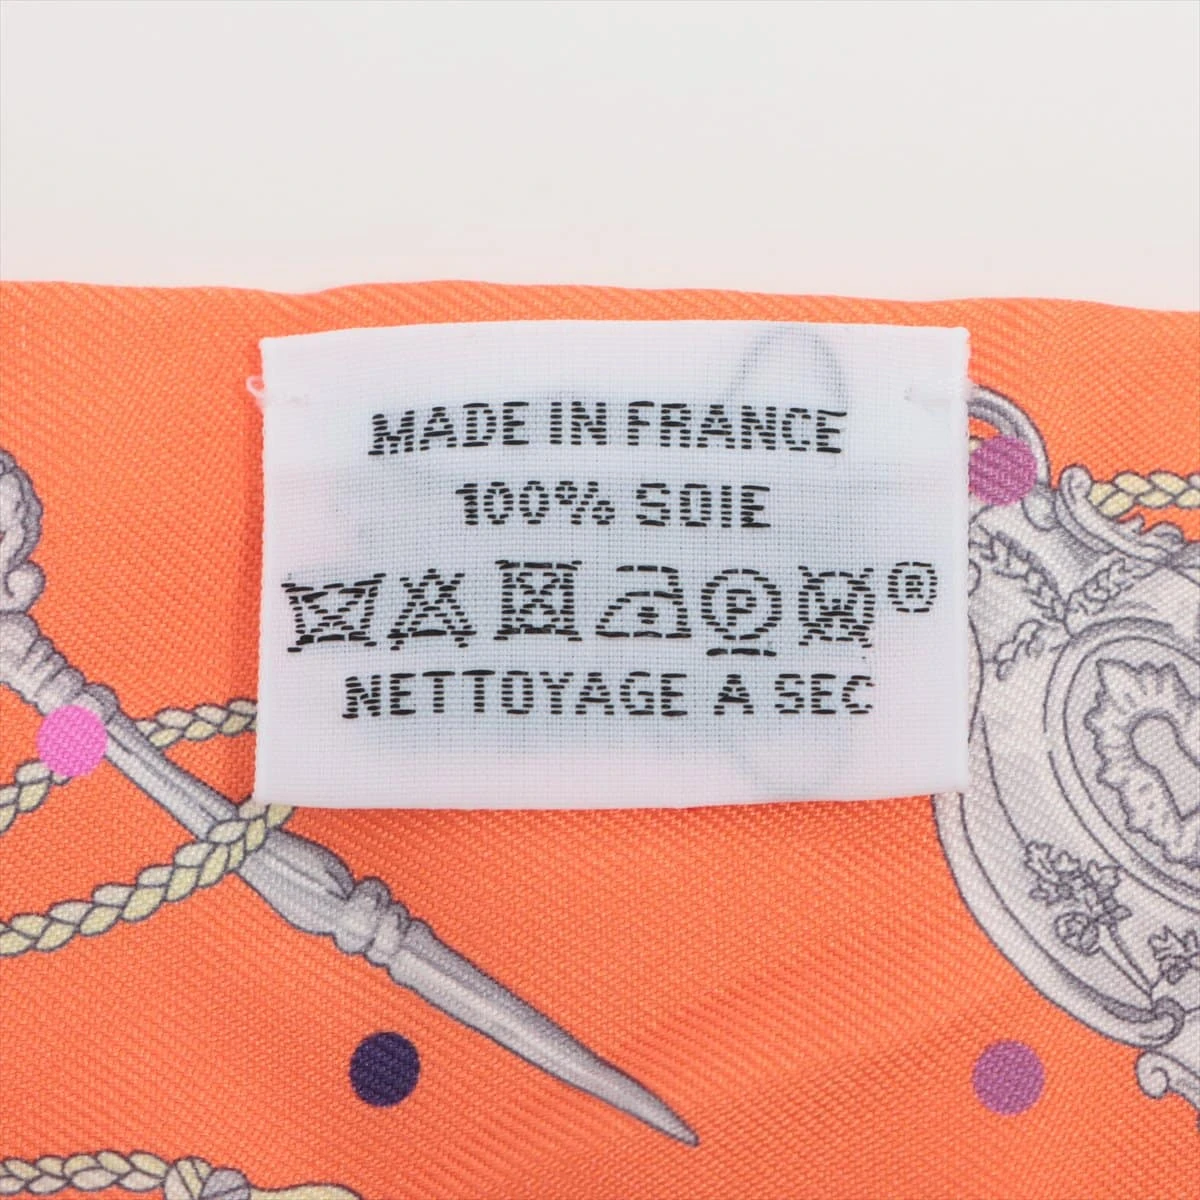 MADE IN FRANCE
100% SOIE
P W ®
NETTOYAGE A SEC